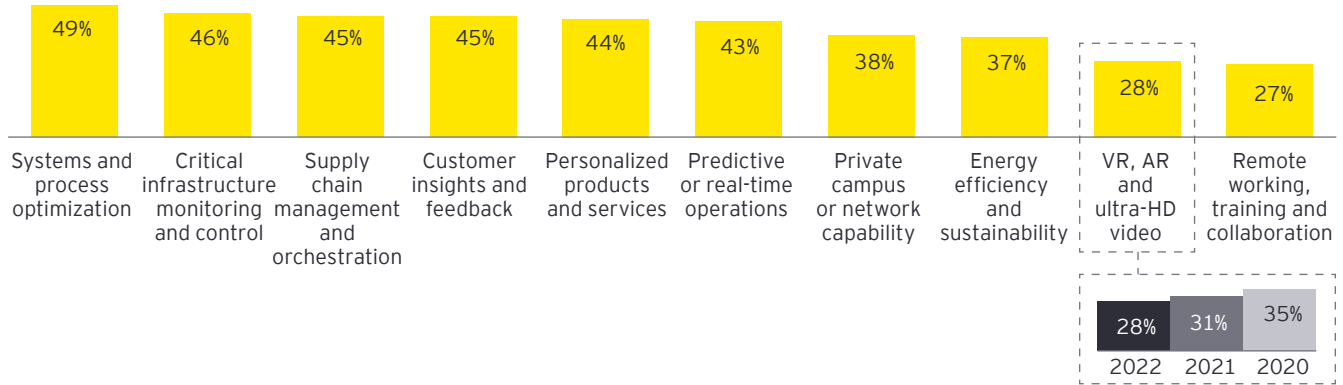 49%
46%
45%
45%
44%
43%
38%
37%
28%
27%
Systems and
process
optimization
Critical
infrastructure
monitoring
and control
Supply
chain
management
and
orchestration
Customer
insights and
feedback
Personalized
products
and services
Predictive
or real-time
operations
Private
campus
or network
capability
Energy
efficiency
and
sustainability
VR, AR
and
ultra-HD
video
Remote
working,
training and
collaboration
28%
31%
35%
2022
2021
2020